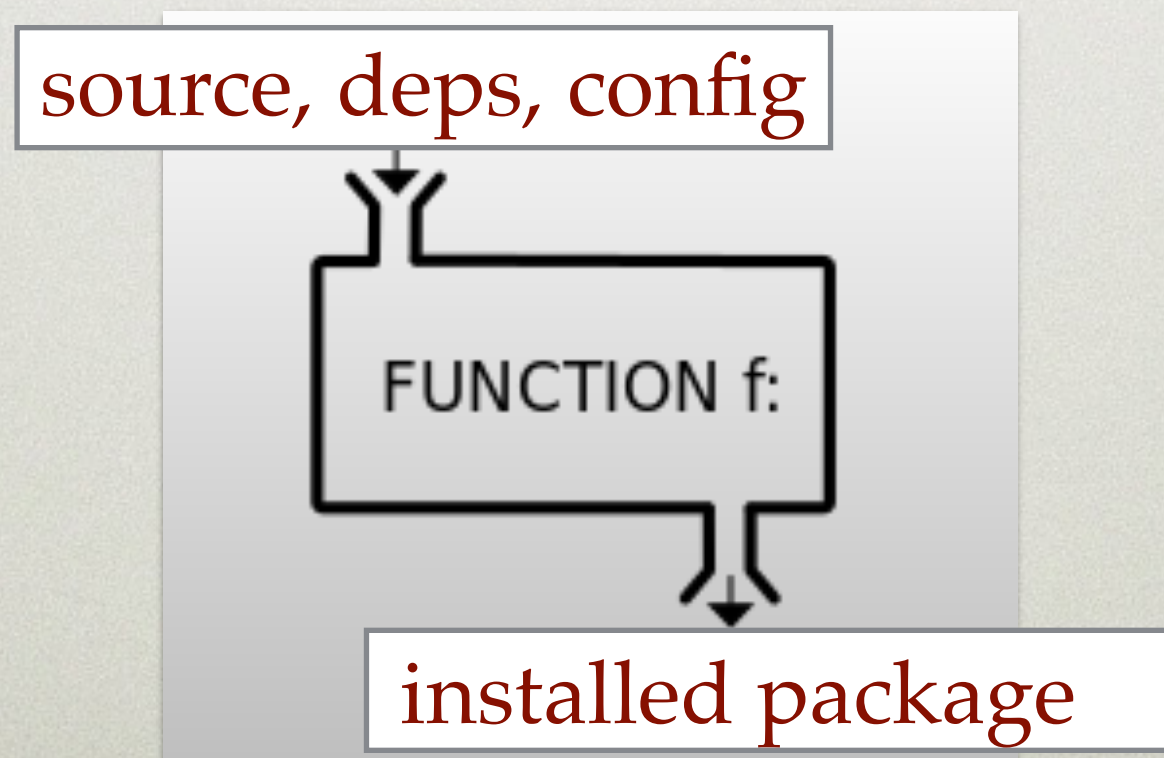 source, deps, config
FUNCTION f:
installed package